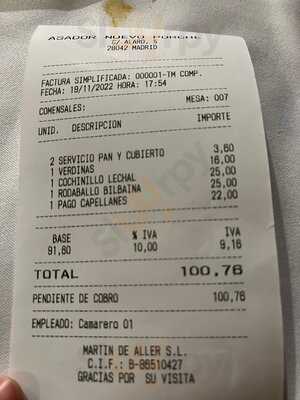 ASADOR NUEVO PORCHE
C/ ALARO, 5
28042 MADRID
FACTURA SIMPLIFICADA: 000001-TM COMP.
FECHA: 19/11/2022 HORA: 17:54
COMENSALES: MESA: 007
UNID. DESCRIPCION IMPORTE
2 SERVICIO PAN Y CUBIERTO 3,60
1 VERDINAS 16,00
1 COCHINILLO LECHAL 25,00
1 RODABALLO BILBAINA 25,00
1 PAGO CAPELLANES 22,00
BASE % IVA IVA
91,60 10,00 9,16
TOTAL 100,76
PENDIENTE DE COBRO 100,76
EMPLEADO: Camarero 01
MARTIN DE ALLER S.L.
C.I.F.: B-86510427
GRACIAS POR SU VISITA